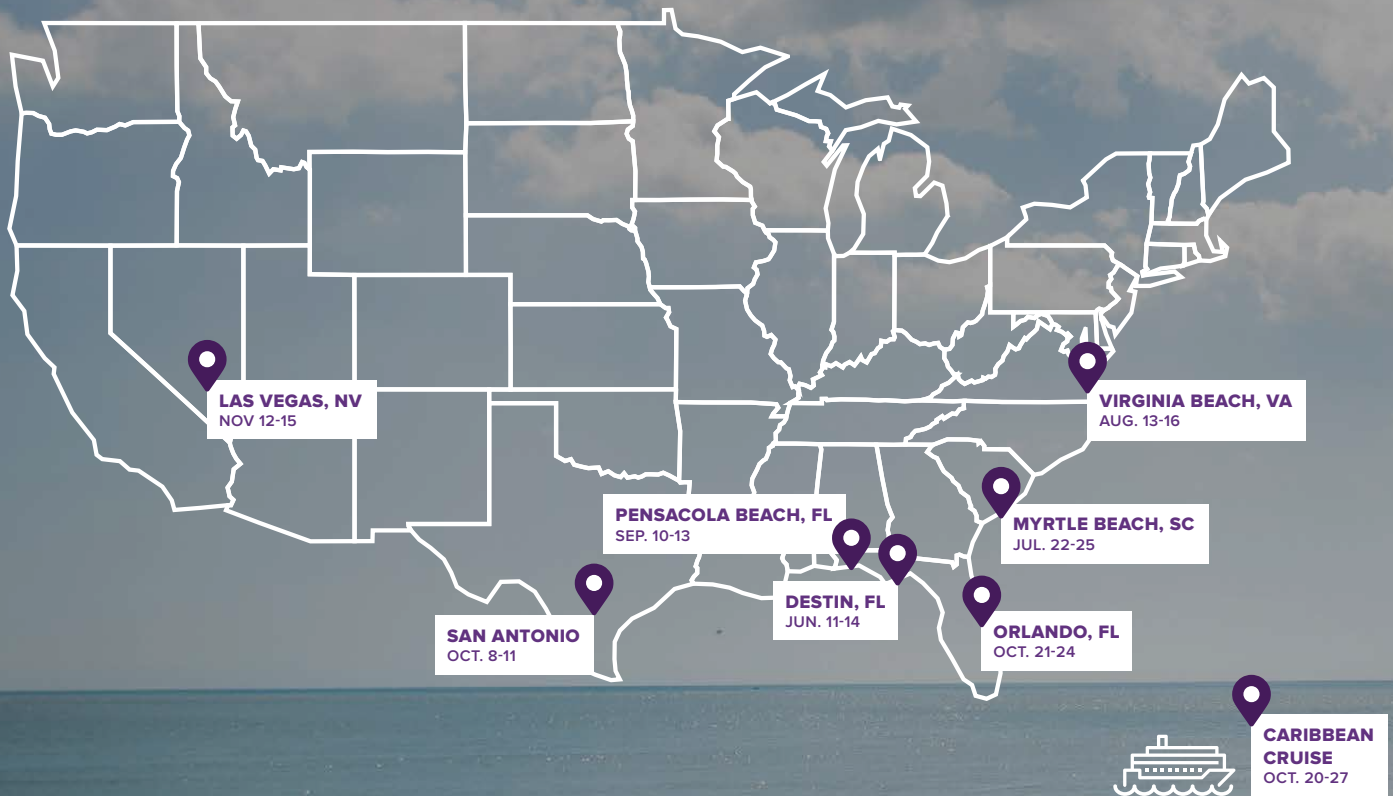 LAS VEGAS, NV
NOV 12-15
VIRGINIA BEACH, VA
AUG. 13-16
PENSACOLA BEACH, FL
SEP. 10-13
MYRTLE BEACH, SC
JUL. 22-25
DESTIN, FL
JUN. 11-14
SAN ANTONIO
OCT. 8-11
ORLANDO, FL
OCT. 21-24
CARIBBEAN
CRUISE
OCT. 20-27